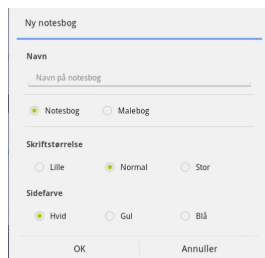 Ny notesbog
Navn
Navn på notesbog
Notesbog Malebog
Skriftstørrelse
Lille Normal Stor
Sidefarve
Hvid Gul Blå
OK Annuller